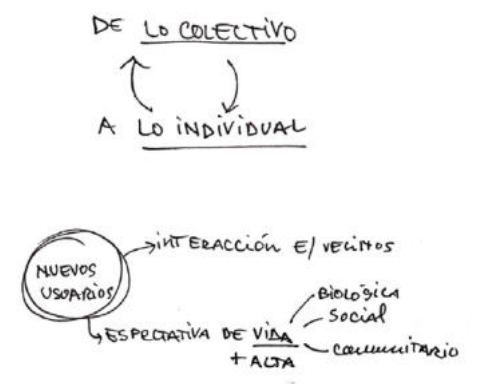 DE LO COLECTIVO
A LO INDIVIDUAL
INTERACCIÓN E/ VECINOS
NUEVOS
USUARIOS
BIOLÓGICA
SOCIAL
ESPECTATIVA DE VIDA
+ ALTA
COMUNITARIO